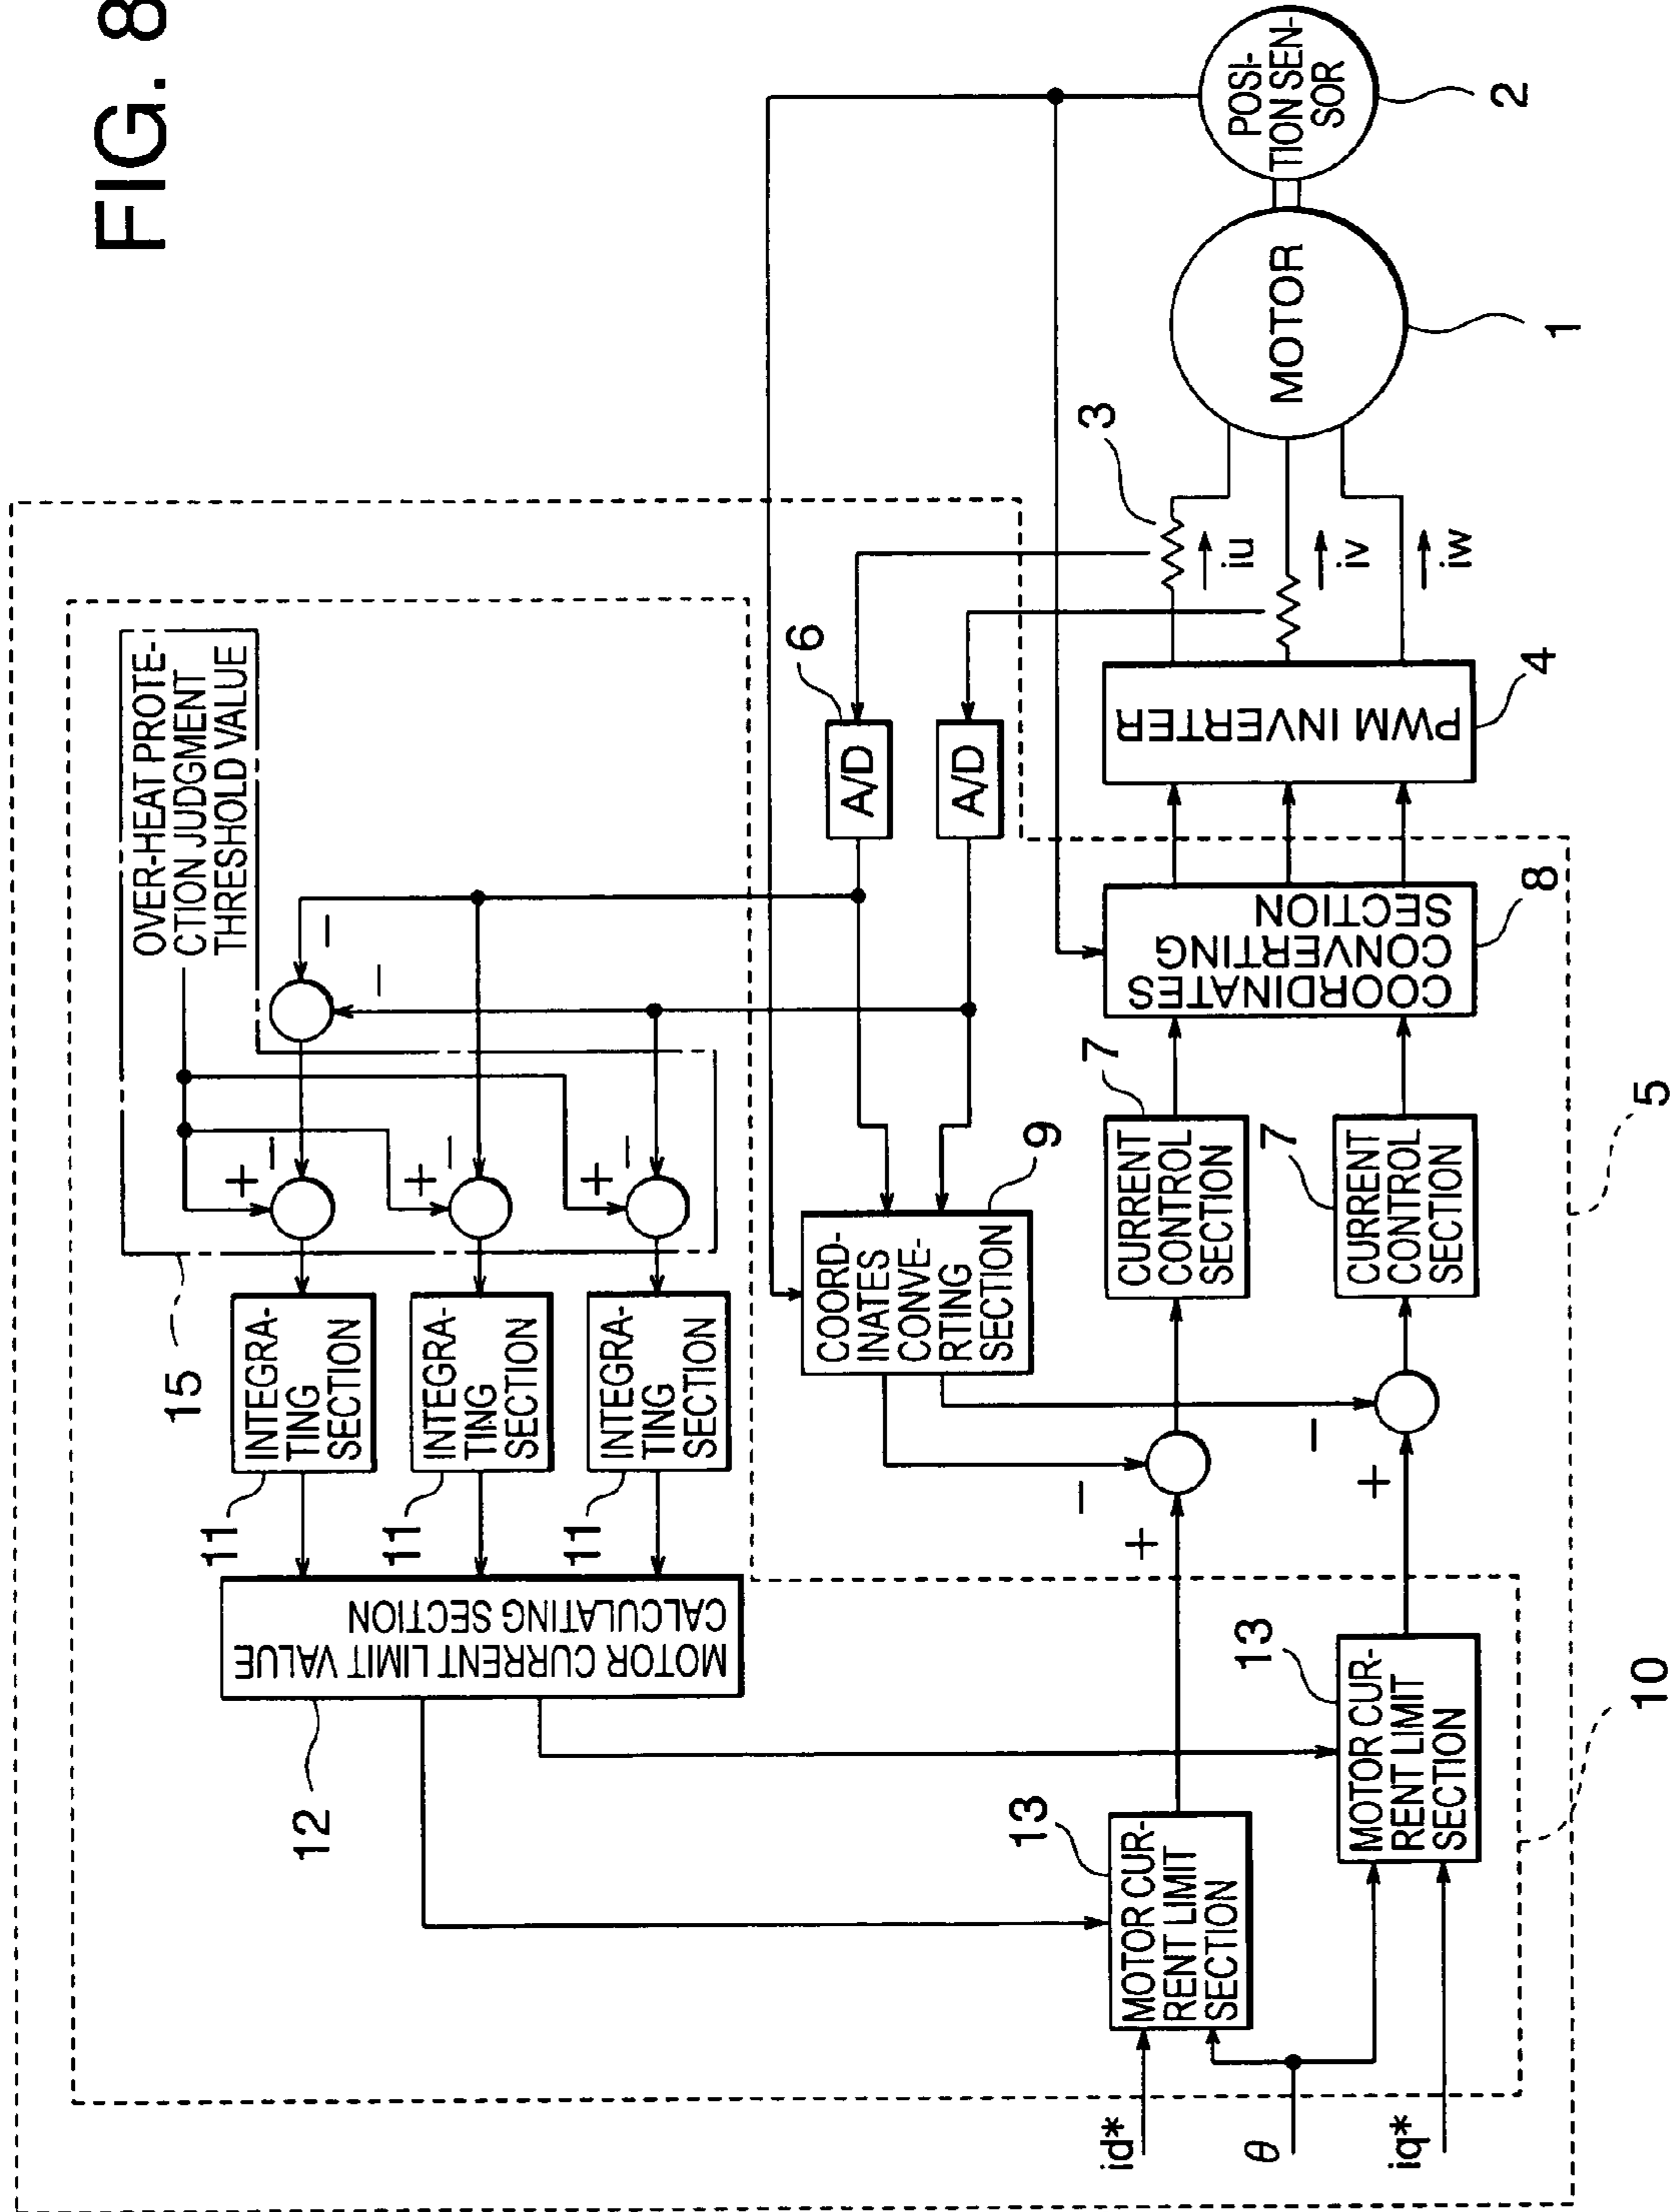 FIG. 8
OVER-HEAT PROTE-
CTION JUDGMENT
THRESHOLD VALUE
15
−
−
+
−
+
−
+
−
11
INTEGRA-
TING
SECTION
11
INTEGRA-
TING
SECTION
11
INTEGRA-
TING
SECTION
12
MOTOR CURRENT LIMIT VALUE
CALCULATING SECTION
6
A/D
A/D
COORD-
INATES
CONVE-
RTING
SECTION
9
id*
θ
iq*
13
MOTOR CUR-
RENT LIMIT
SECTION
13
MOTOR CUR-
RENT LIMIT
SECTION
+
−
+
−
7
CURRENT
CONTROL
SECTION
7
CURRENT
CONTROL
SECTION
COORDINATES
CONVERTING
SECTION
8
PWM INVERTER
4
3
iu
iv
iw
MOTOR
1
POSI-
TION SEN-
SOR
2
5
10